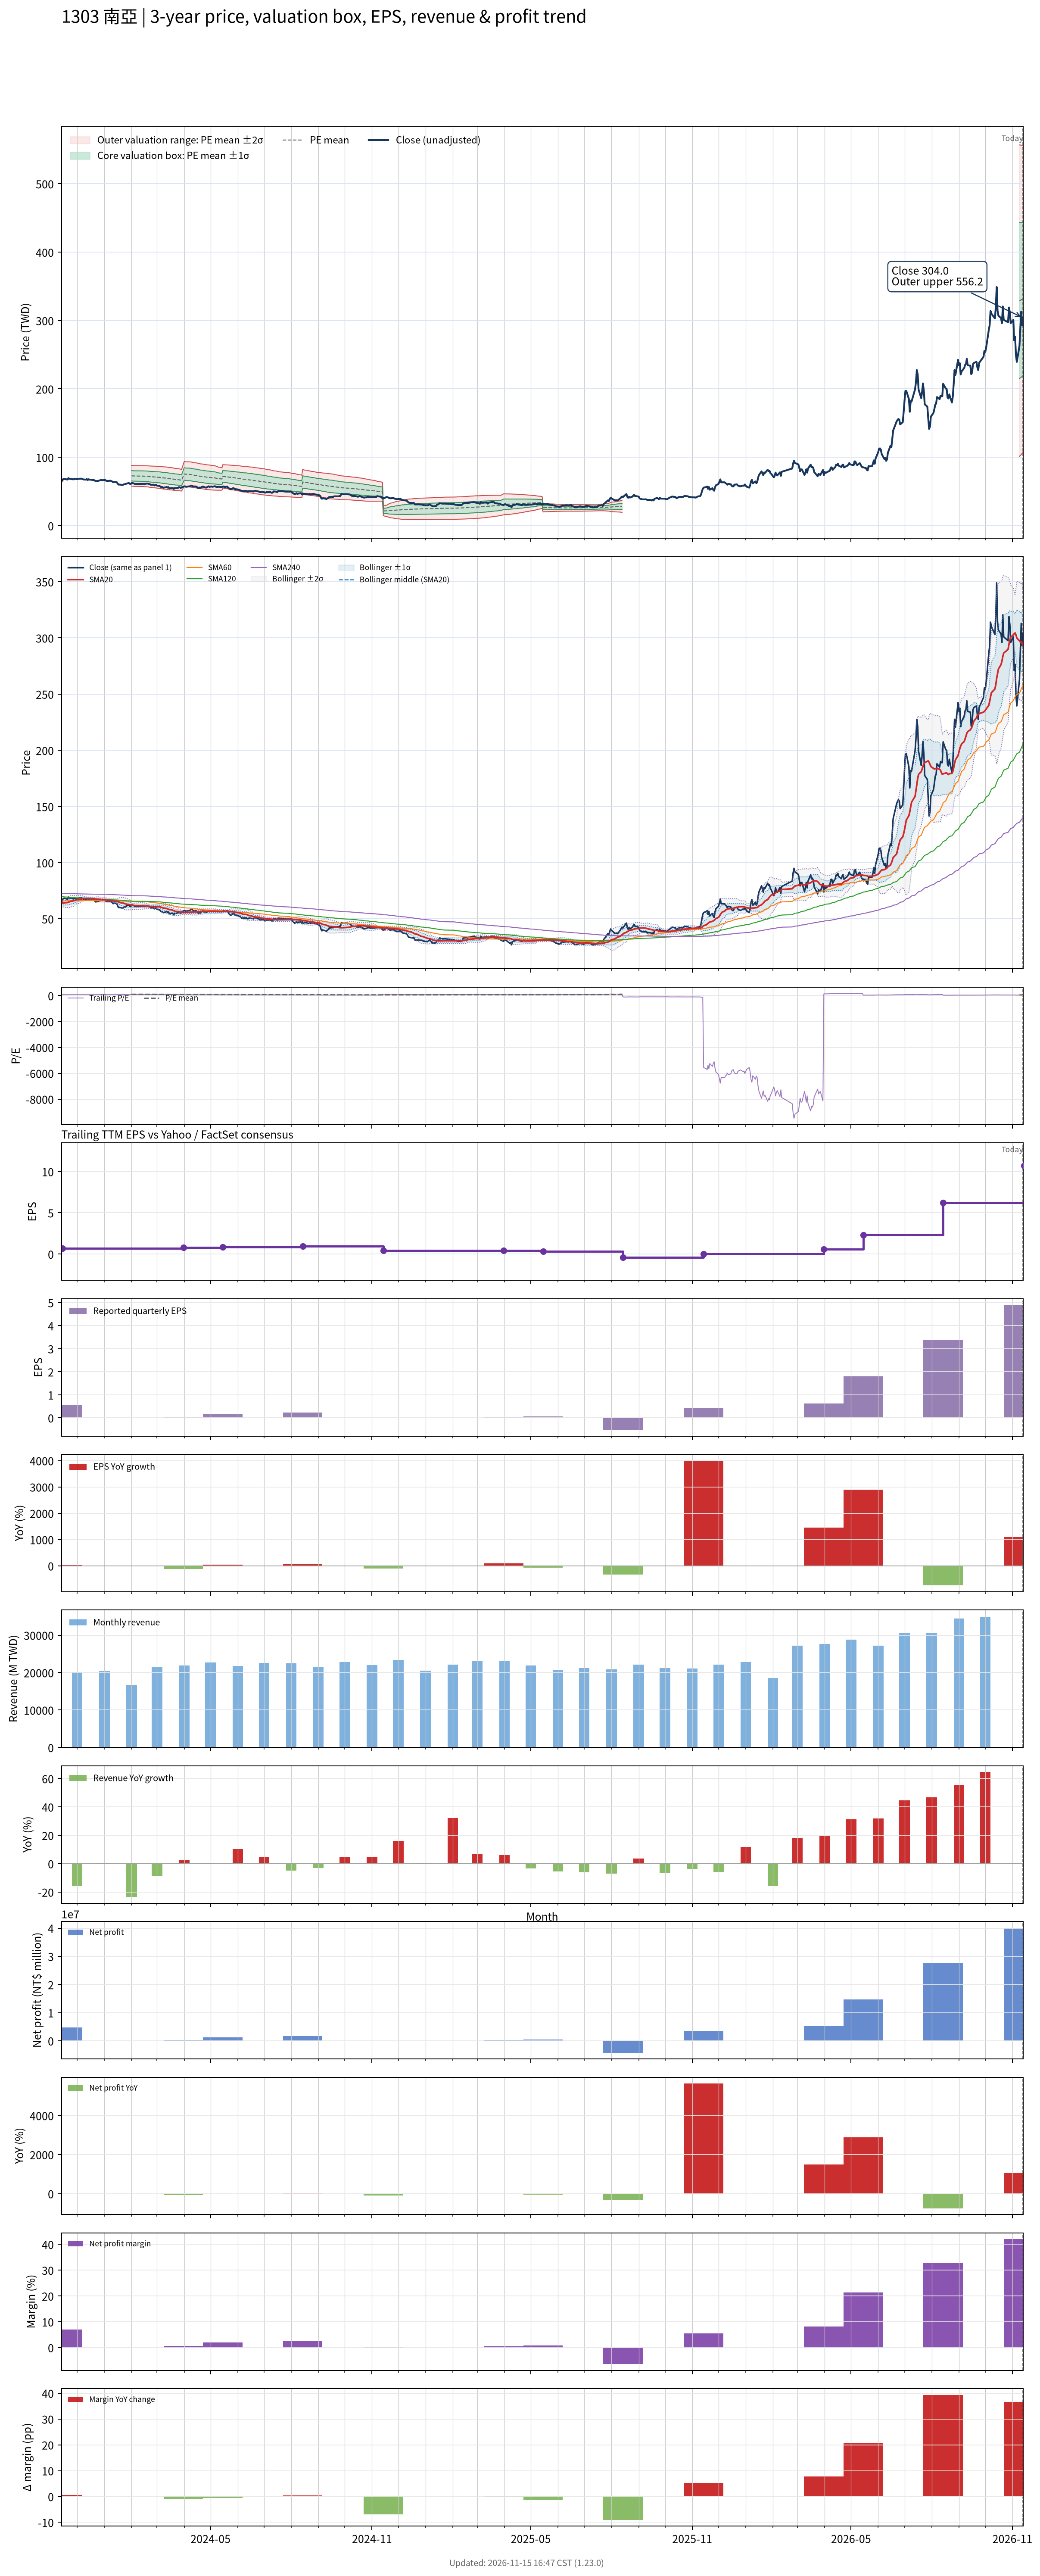 1303 南亞 | 3-year price, valuation box, EPS, revenue & profit trend
Outer valuation range: PE mean ±2σ
Core valuation box: PE mean ±1σ
PE mean
Close (unadjusted)
Today
Close 304.0
Outer upper 556.2
Price (TWD)
500
400
300
200
100
0
Close (same as panel 1)
SMA20
SMA60
SMA120
SMA240
Bollinger ±2σ
Bollinger ±1σ
Bollinger middle (SMA20)
Price
350
300
250
200
150
100
50
Trailing P/E
P/E mean
P/E
0
-2000
-4000
-6000
-8000
Trailing TTM EPS vs Yahoo / FactSet consensus
Today
EPS
10
5
0
Reported quarterly EPS
EPS
5
4
3
2
1
0
EPS YoY growth
YoY (%)
4000
3000
2000
1000
0
Monthly revenue
Revenue (M TWD)
30000
20000
10000
0
Revenue YoY growth
YoY (%)
60
40
20
0
-20
Month
1e7
Net profit
Net profit (NT$ million)
4
3
2
1
0
Net profit YoY
YoY (%)
4000
2000
0
Net profit margin
Margin (%)
40
30
20
10
0
Margin YoY change
Δ margin (pp)
40
30
20
10
0
-10
2024-05
2024-11
2025-05
2025-11
2026-05
2026-11
Updated: 2026-11-15 16:47 CST (1.23.0)